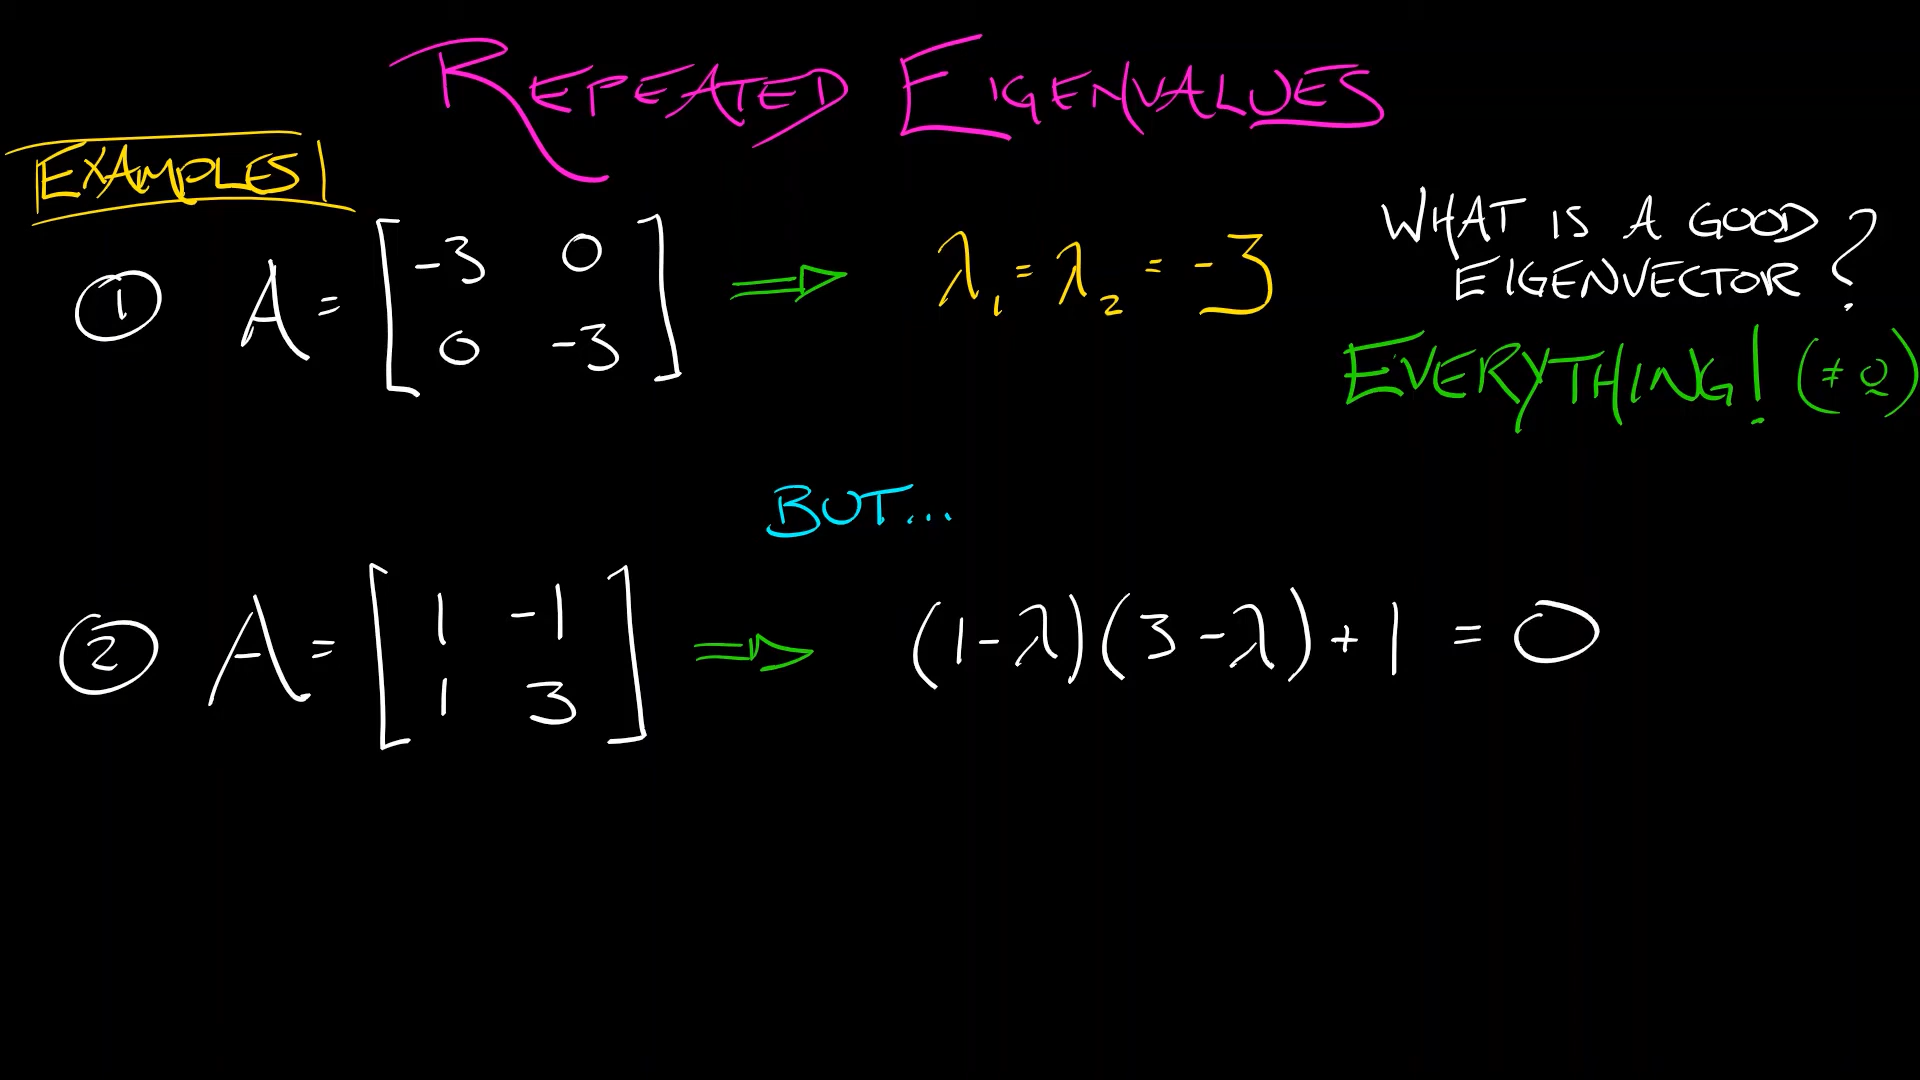 REPEATED EIGENVALUES
EXAMPLES
① A = [ -3 0 ; 0 -3 ] ⟹ λ₁ = λ₂ = -3
WHAT IS A GOOD
EIGENVECTOR?
EVERYTHING! (≠ 0)
BUT...
② A = [ 1 -1 ; 1 3 ] ⟹ (1-λ)(3-λ)+1 = 0